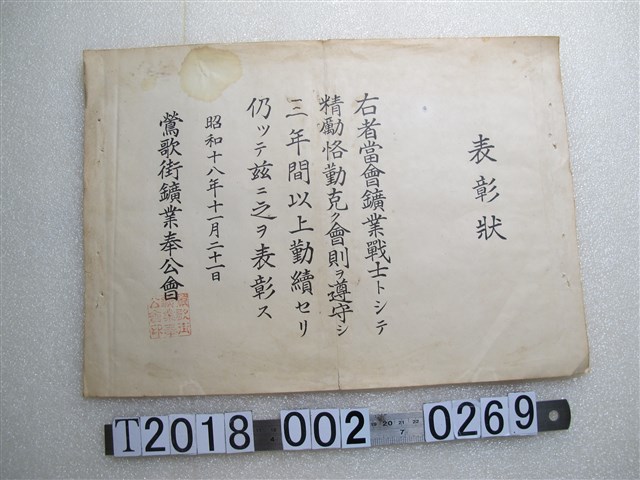 表彰狀
右者當會鑛業戰士トシテ
精勵恪勤克ク會則ヲ遵守シ
三年間以上勤續セリ
仍ッテ茲ニ之ヲ表彰ス
昭和十八年十一月二十一日
鶯歌街鑛業奉公會
T2018 002 0269